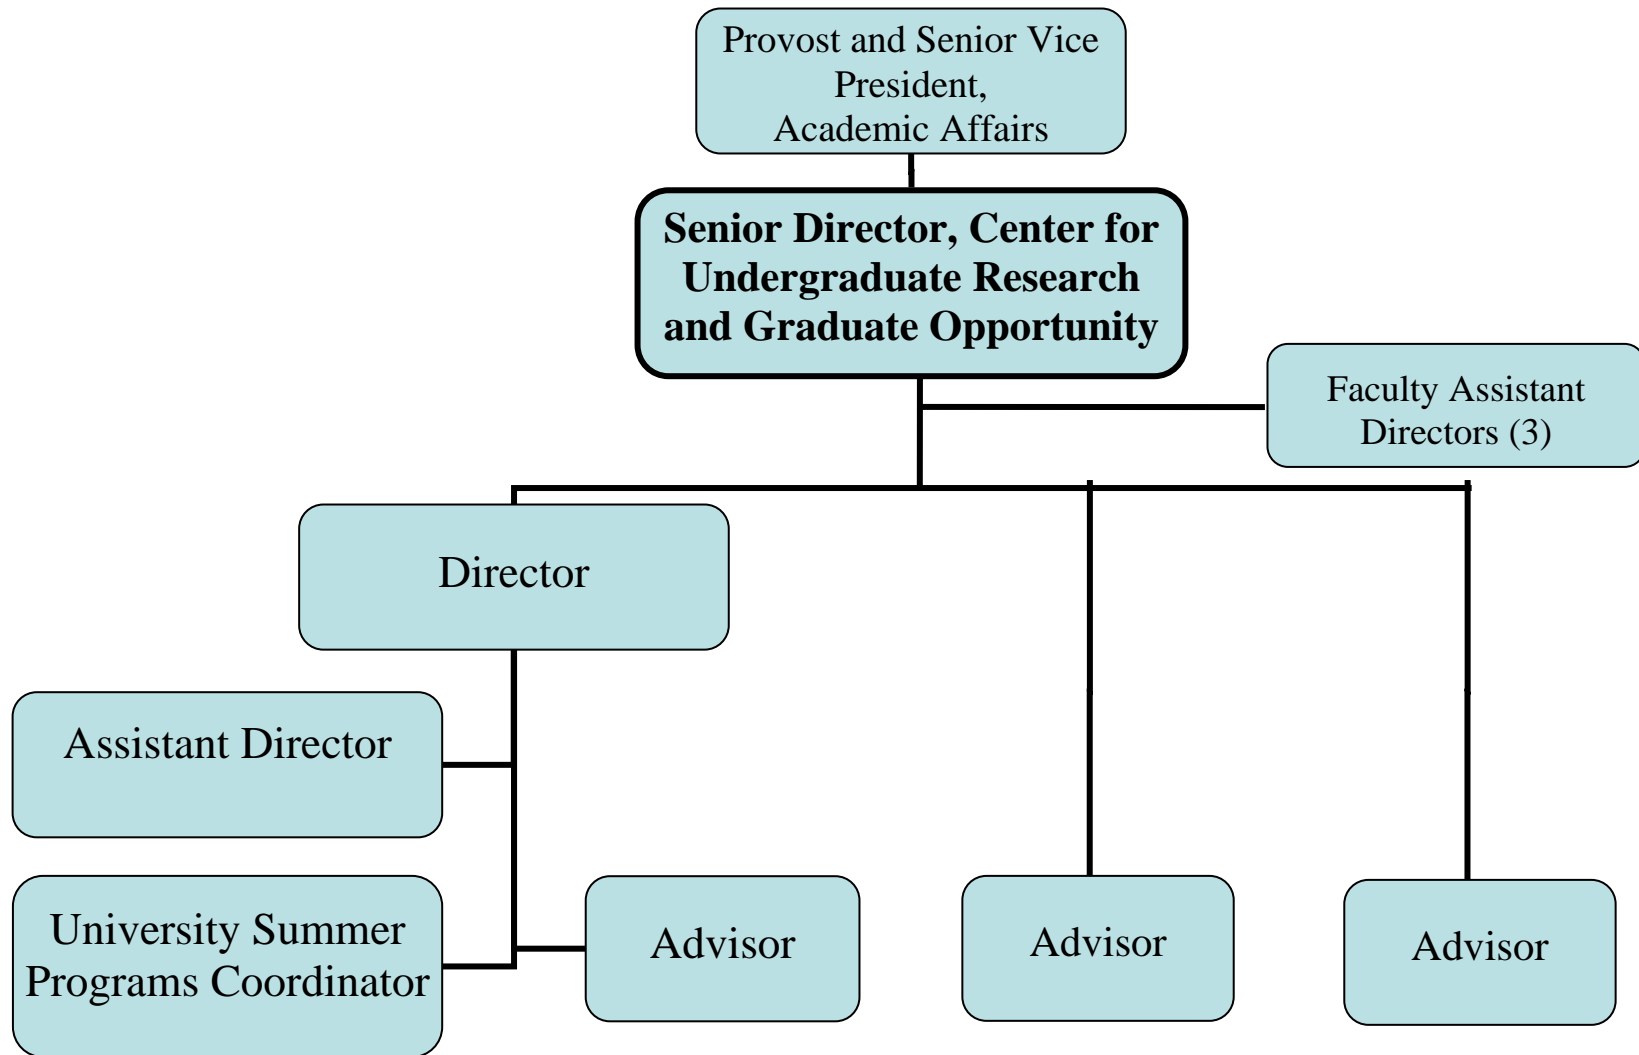 Provost and Senior Vice
President,
Academic Affairs
Senior Director, Center for
Undergraduate Research
and Graduate Opportunity
Faculty Assistant
Directors (3)
Director
Assistant Director
University Summer
Programs Coordinator
Advisor
Advisor
Advisor